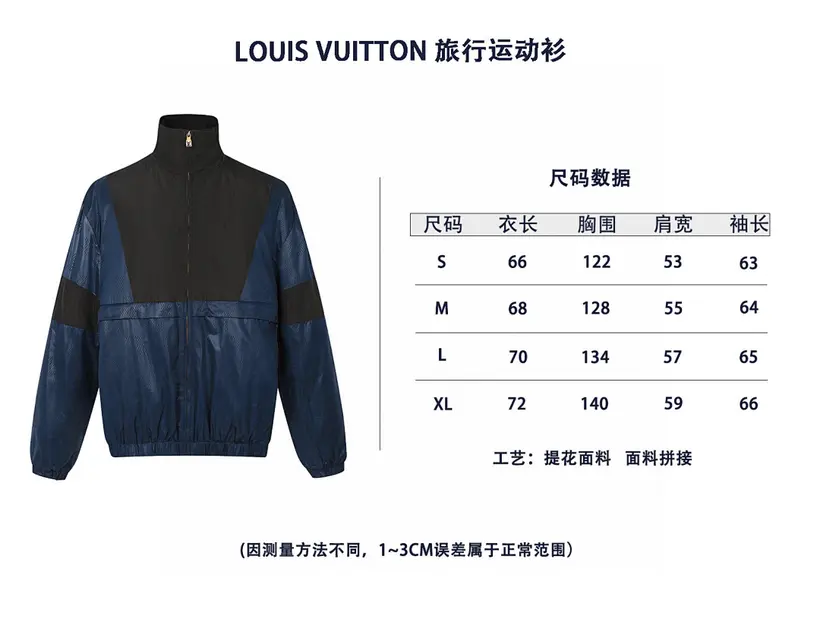 LOUIS VUITTON 旅行运动衫
尺码数据
尺码 衣长 胸围 肩宽 袖长
S 66 122 53 63
M 68 128 55 64
L 70 134 57 65
XL 72 140 59 66
工艺：提花面料 面料拼接
(因测量方法不同，1~3CM误差属于正常范围)